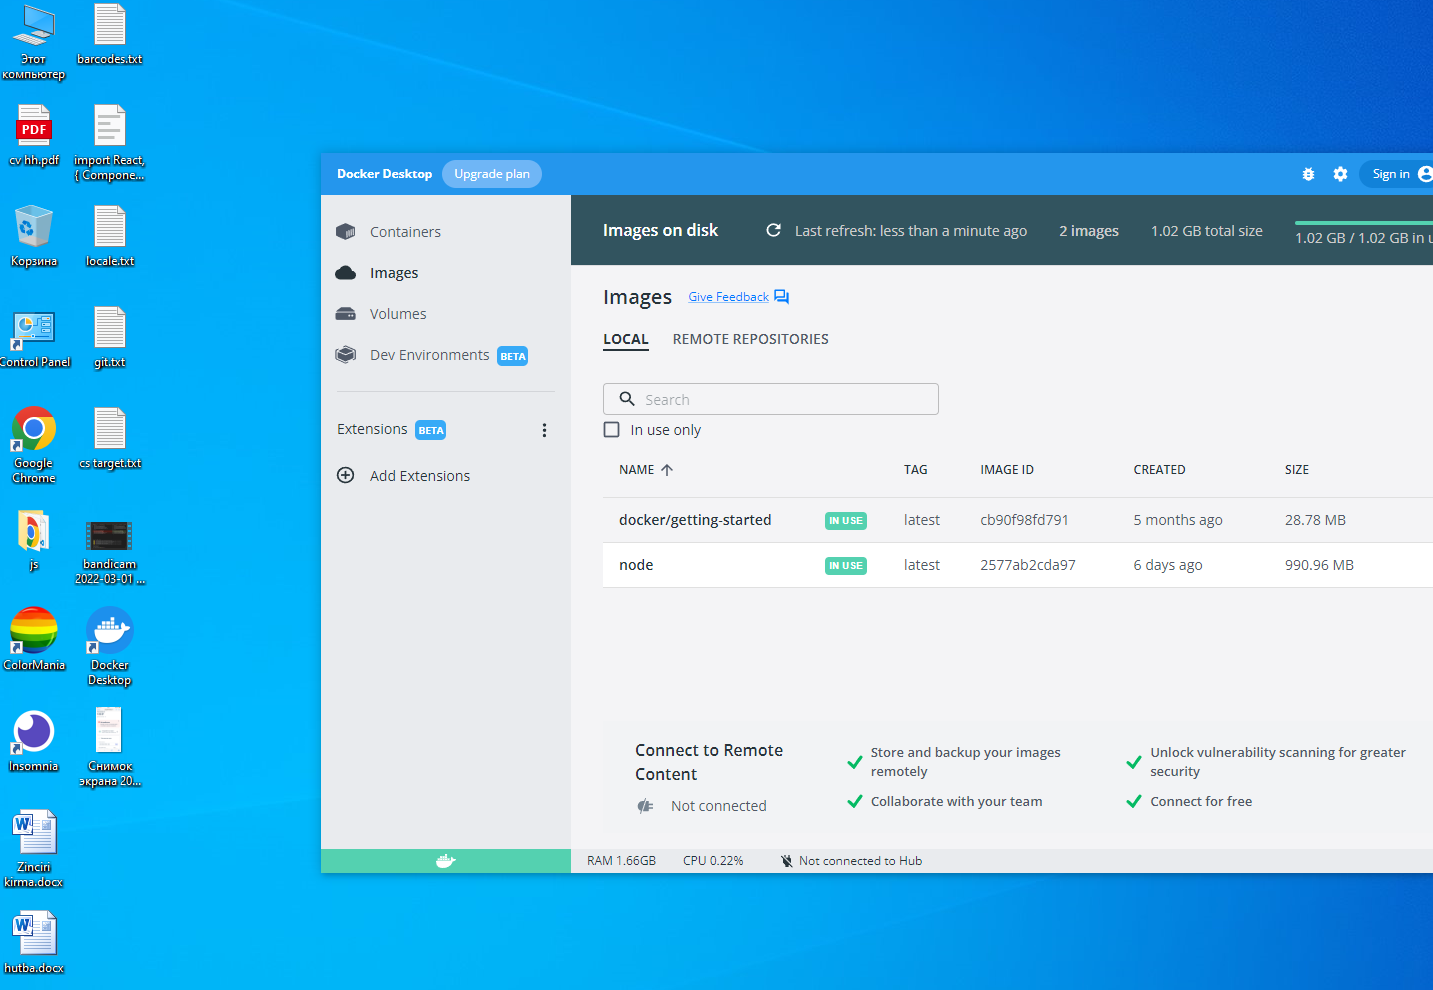 Этот
компьютер
barcodes.txt
PDF
cv hh.pdf
import React,
{ Compone...
Корзина
locale.txt
Control Panel
git.txt
Google
Chrome
cs target.txt
js
bandicam
2022-03-01 ...
ColorMania
Docker
Desktop
Insomnia
Снимок
экрана 20...
W
Zinciri
kirma.docx
W
hutba.docx
Docker Desktop
Upgrade plan
Sign in
Containers
Images
Volumes
Dev Environments BETA
Extensions BETA
Add Extensions
Images on disk
Last refresh: less than a minute ago
2 images
1.02 GB total size
1.02 GB / 1.02 GB in u
Images
Give Feedback
LOCAL
REMOTE REPOSITORIES
Search
In use only
NAME TAG IMAGE ID CREATED SIZE
docker/getting-started IN USE latest cb90f98fd791 5 months ago 28.78 MB
node IN USE latest 2577ab2cda97 6 days ago 990.96 MB
Connect to Remote
Content
Not connected
Store and backup your images
remotely
Collaborate with your team
Unlock vulnerability scanning for greater
security
Connect for free
RAM 1.66GB
CPU 0.22%
Not connected to Hub